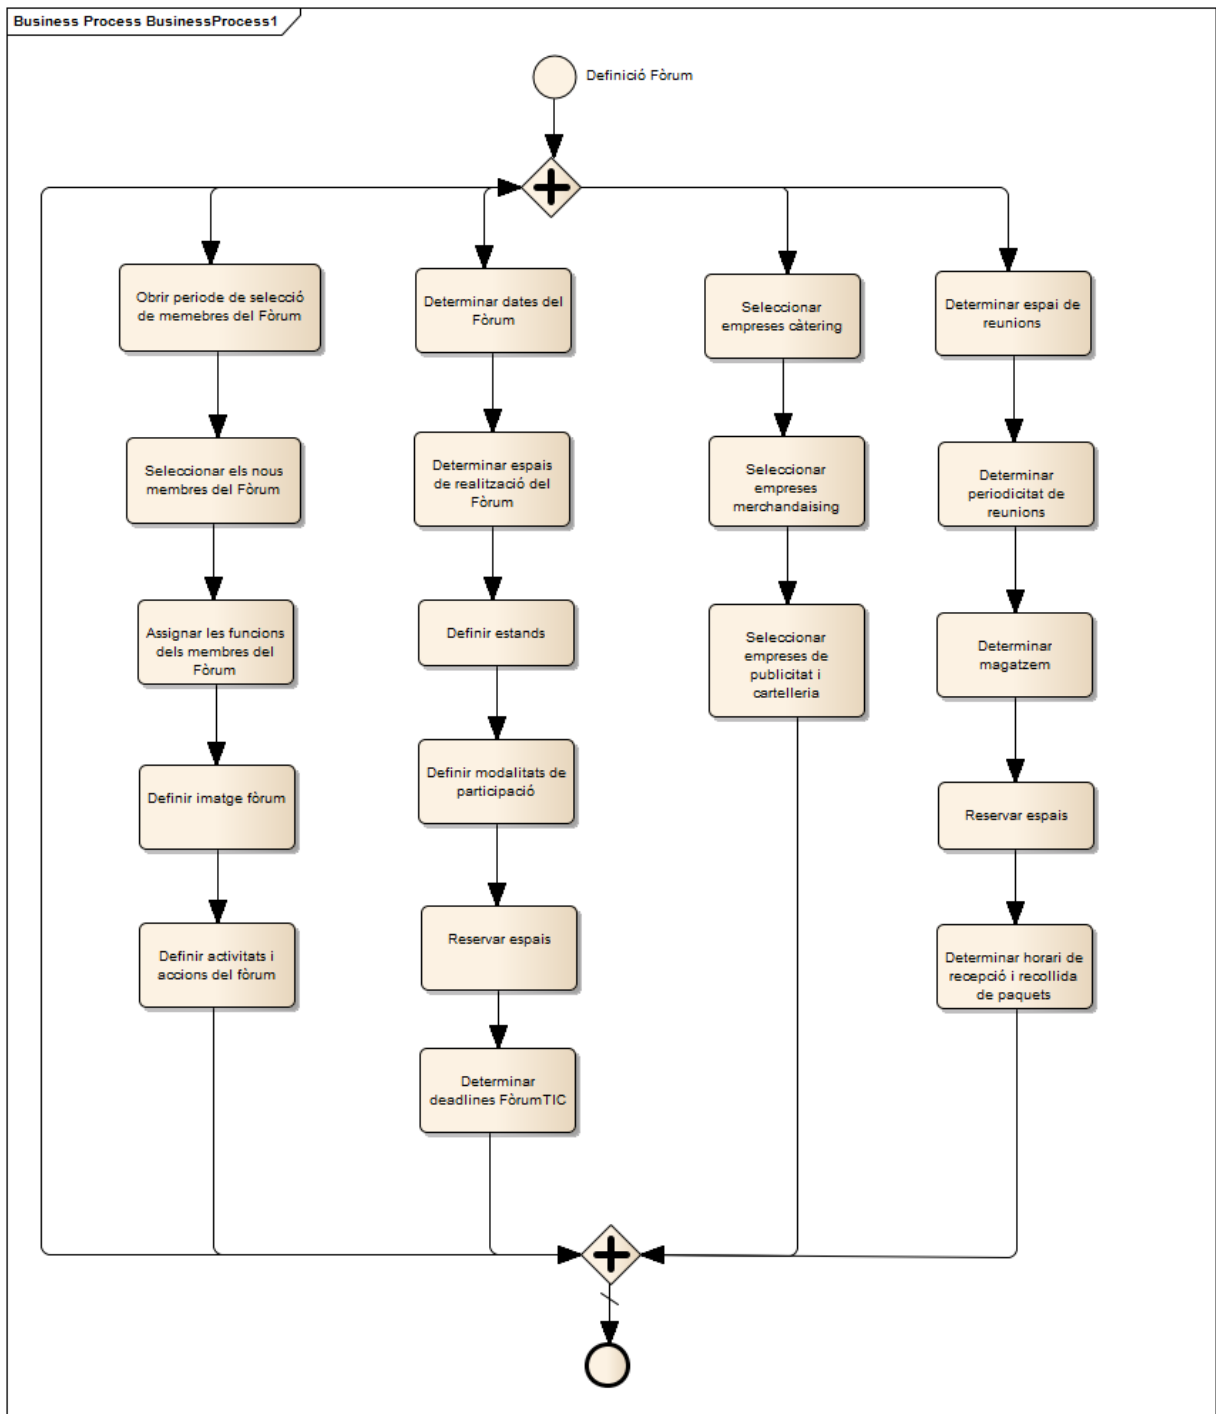 Business Process BusinessProcess1
Definició Fòrum
Obrir periode de selecció
de memebres del Fòrum
Seleccionar els nous
membres del Fòrum
Assignar les funcions
dels membres del
Fòrum
Definir imatge fòrum
Definir activitats i
accions del fòrum
Determinar dates del
Fòrum
Determinar espais
de realització del
Fòrum
Definir estands
Definir modalitats de
participació
Reservar espais
Determinar
deadlines FòrumTIC
Seleccionar
empreses càtering
Seleccionar
empreses
merchandaising
Seleccionar
empreses de
publicitat i
cartelleria
Determinar espai de
reunions
Determinar
periodicitat de
reunions
Determinar
magatzem
Reservar espais
Determinar horari de
recepció i recollida
de paquets